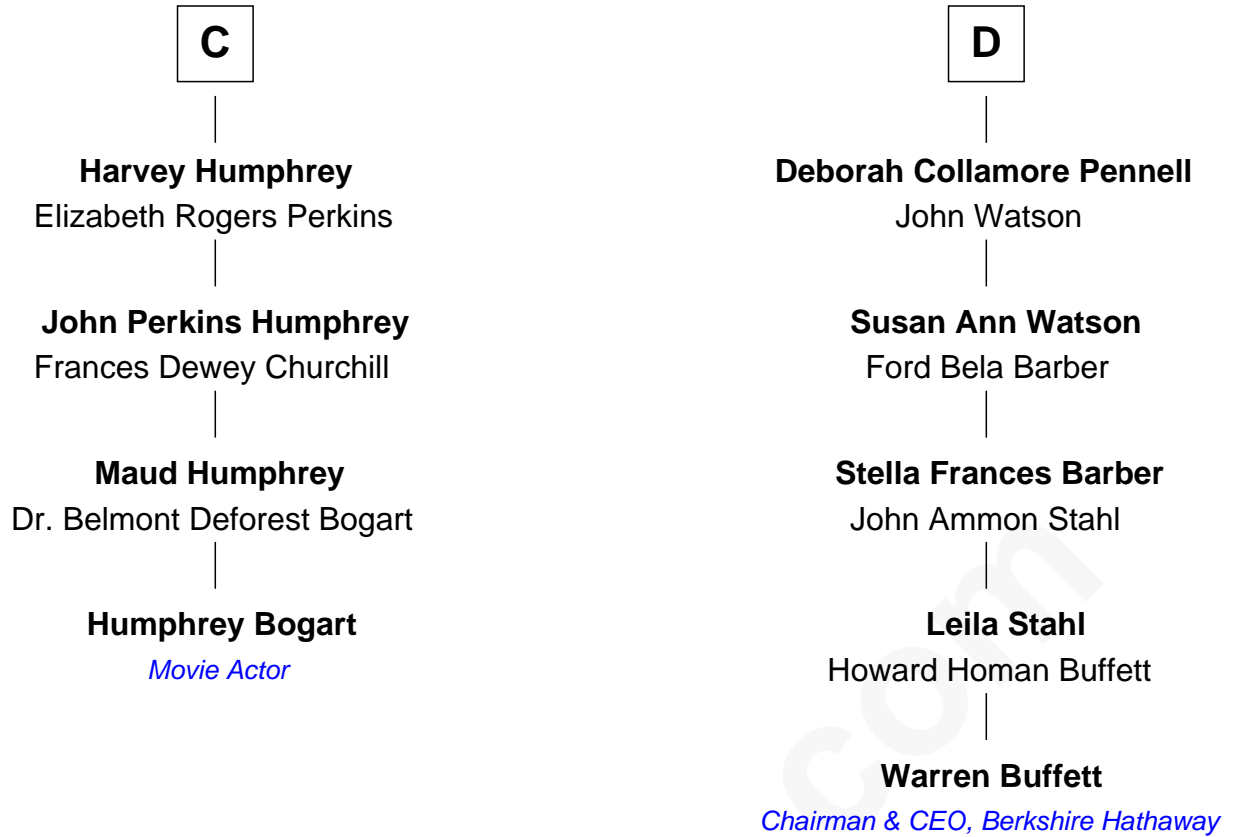 C
Harvey Humphrey
Elizabeth Rogers Perkins
John Perkins Humphrey
Frances Dewey Churchill
Maud Humphrey
Dr. Belmont Deforest Bogart
Humphrey Bogart
Movie Actor
D
Deborah Collamore Pennell
John Watson
Susan Ann Watson
Ford Bela Barber
Stella Frances Barber
John Ammon Stahl
Leila Stahl
Howard Homan Buffett
Warren Buffett
Chairman & CEO, Berkshire Hathaway
com